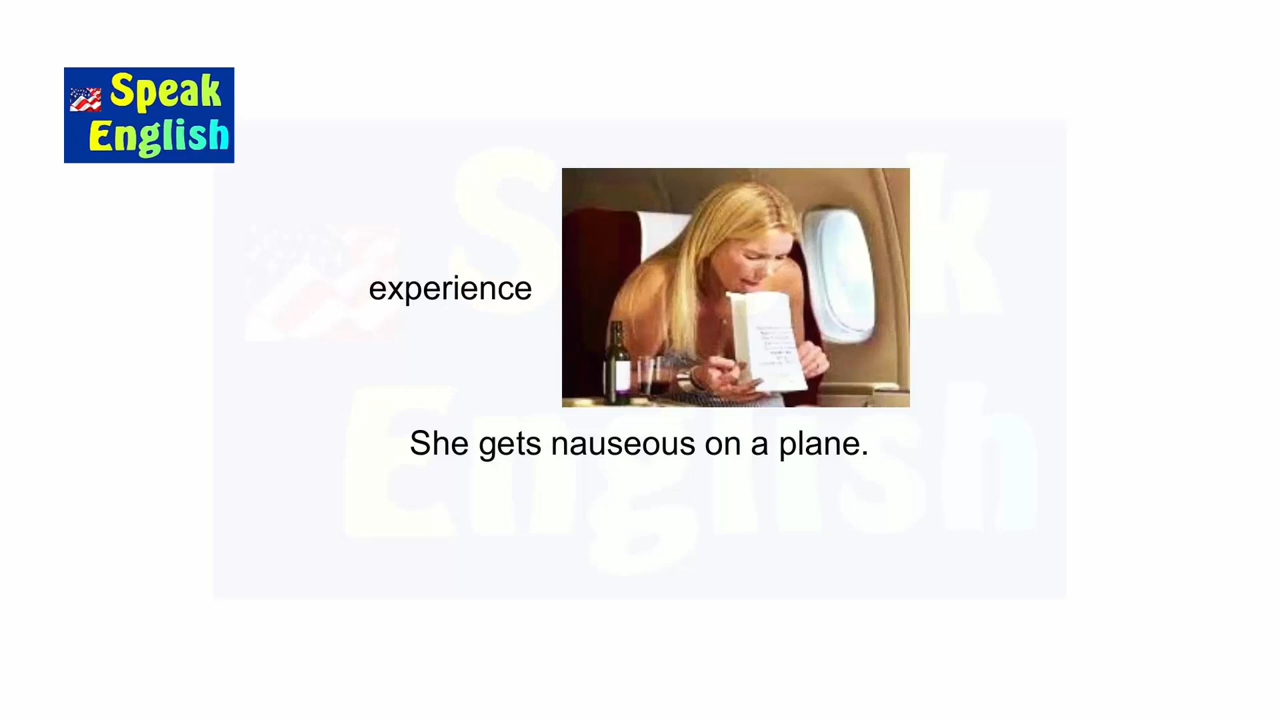 Speak
English
experience
She gets nauseous on a plane.